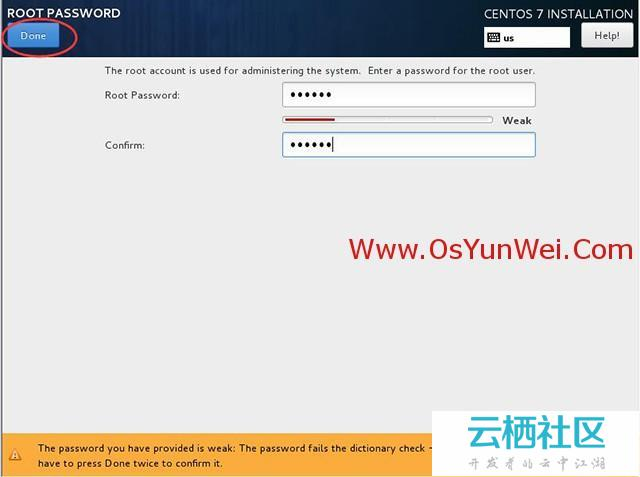 ROOT PASSWORD
CENTOS 7 INSTALLATION
Done
us
Help!
The root account is used for administering the system. Enter a password for the root user.
Root Password:
••••••
Weak
Confirm:
••••••
Www.OsYunWei.Com
The password you have provided is weak: The password fails the dictionary check -
have to press Done twice to confirm it.
云栖社区
开发者的云中江湖